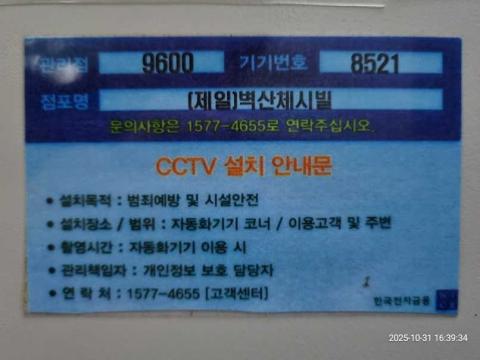 관리점 9600 기기번호 8521
점포명 (제일)벽산체시빌
문의사항은 1577-4655로 연락주십시오.
CCTV 설치 안내문
• 설치목적 : 범죄예방 및 시설안전
• 설치장소 / 범위 : 자동화기기 코너 / 이용고객 및 주변
• 촬영시간 : 자동화기기 이용 시
• 관리책임자 : 개인정보 보호 담당자
• 연 락 처 : 1577-4655 [고객센터]
한국전자금융
2025-10-31 16:39:34